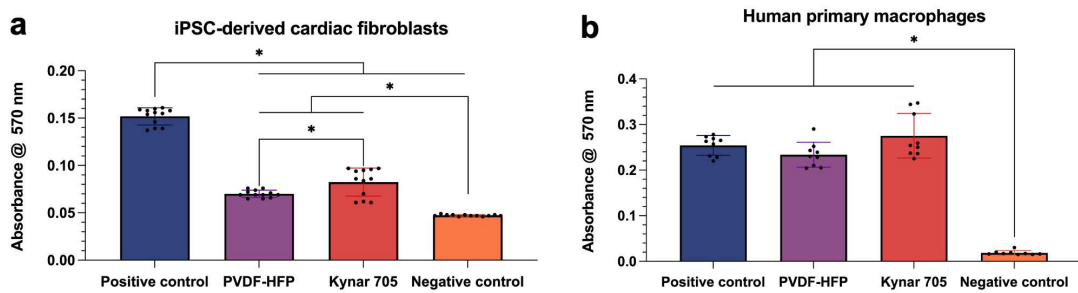 a
iPSC-derived cardiac fibroblasts
Absorbance @ 570 nm
0.20
0.15
0.10
0.05
0.00
*
*
*
Positive control
PVDF-HFP
Kynar 705
Negative control
b
Human primary macrophages
Absorbance @ 570 nm
0.4
0.3
0.2
0.1
0.0
*
Positive control
PVDF-HFP
Kynar 705
Negative control